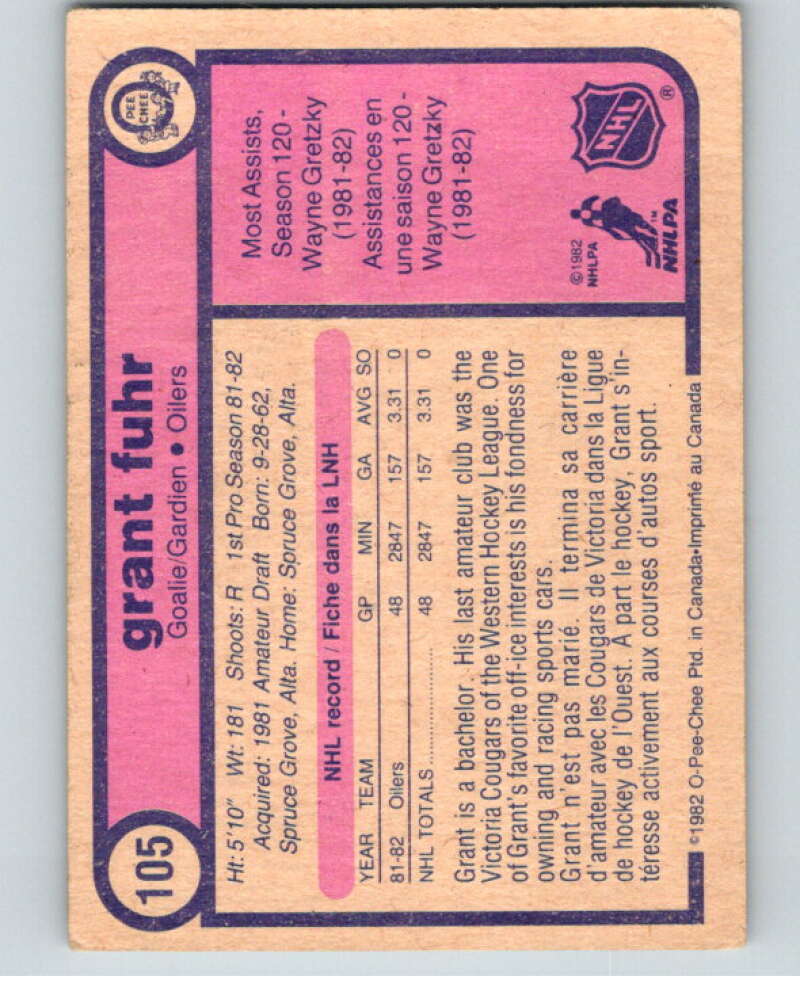 105
grant fuhr
Goalie/Gardien • Oilers
O
PEE
CHEE
Ht: 5'10" Wt: 181 Shoots: R 1st Pro Season 81-82
Acquired: 1981 Amateur Draft Born: 9-28-62,
Spruce Grove, Alta. Home: Spruce Grove, Alta.
NHL record / Fiche dans la LNH
YEAR TEAM GP MIN GA AVG SO
81-82 Oilers 48 2847 157 3.31 0
NHL TOTALS .................. 48 2847 157 3.31 0
Grant is a bachelor. His last amateur club was the
Victoria Cougars of the Western Hockey League. One
of Grant's favorite off-ice interests is his fondness for
owning and racing sports cars.
Grant n'est pas marié. Il termina sa carrière
d'amateur avec les Cougars de Victoria dans la Ligue
de hockey de l'Ouest. A part le hockey, Grant s'in-
téresse activement aux courses d'autos sport.
©1982 O-Pee-Chee Ptd. in Canada•Imprimé au Canada
Most Assists,
Season 120 -
Wayne Gretzky
(1981-82)
Assistances en
une saison 120 -
Wayne Gretzky
(1981-82)
©1982
NHLPA
™
NHLPA
NHL
®